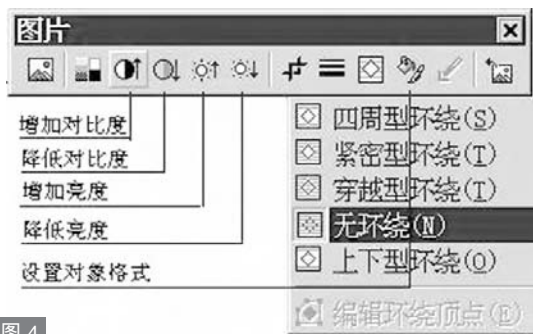 图片
增加对比度
降低对比度
增加亮度
降低亮度
设置对象格式
四周型环绕(S)
紧密型环绕(T)
穿越型环绕(T)
无环绕(N)
上下型环绕(O)
编辑环绕顶点(E)
图 4